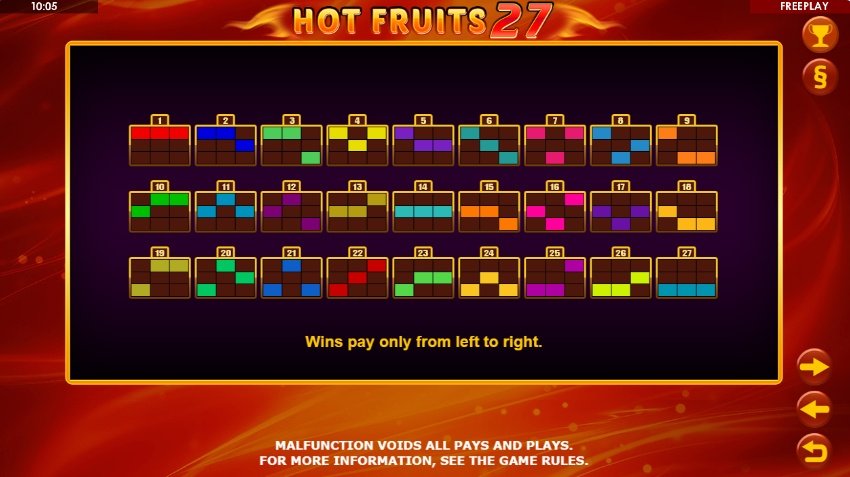 10:05
FREEPLAY
HOT FRUITS 27
§
1 2 3 4 5 6 7 8 9
10 11 12 13 14 15 16 17 18
19 20 21 22 23 24 25 26 27
Wins pay only from left to right.
MALFUNCTION VOIDS ALL PAYS AND PLAYS.
FOR MORE INFORMATION, SEE THE GAME RULES.